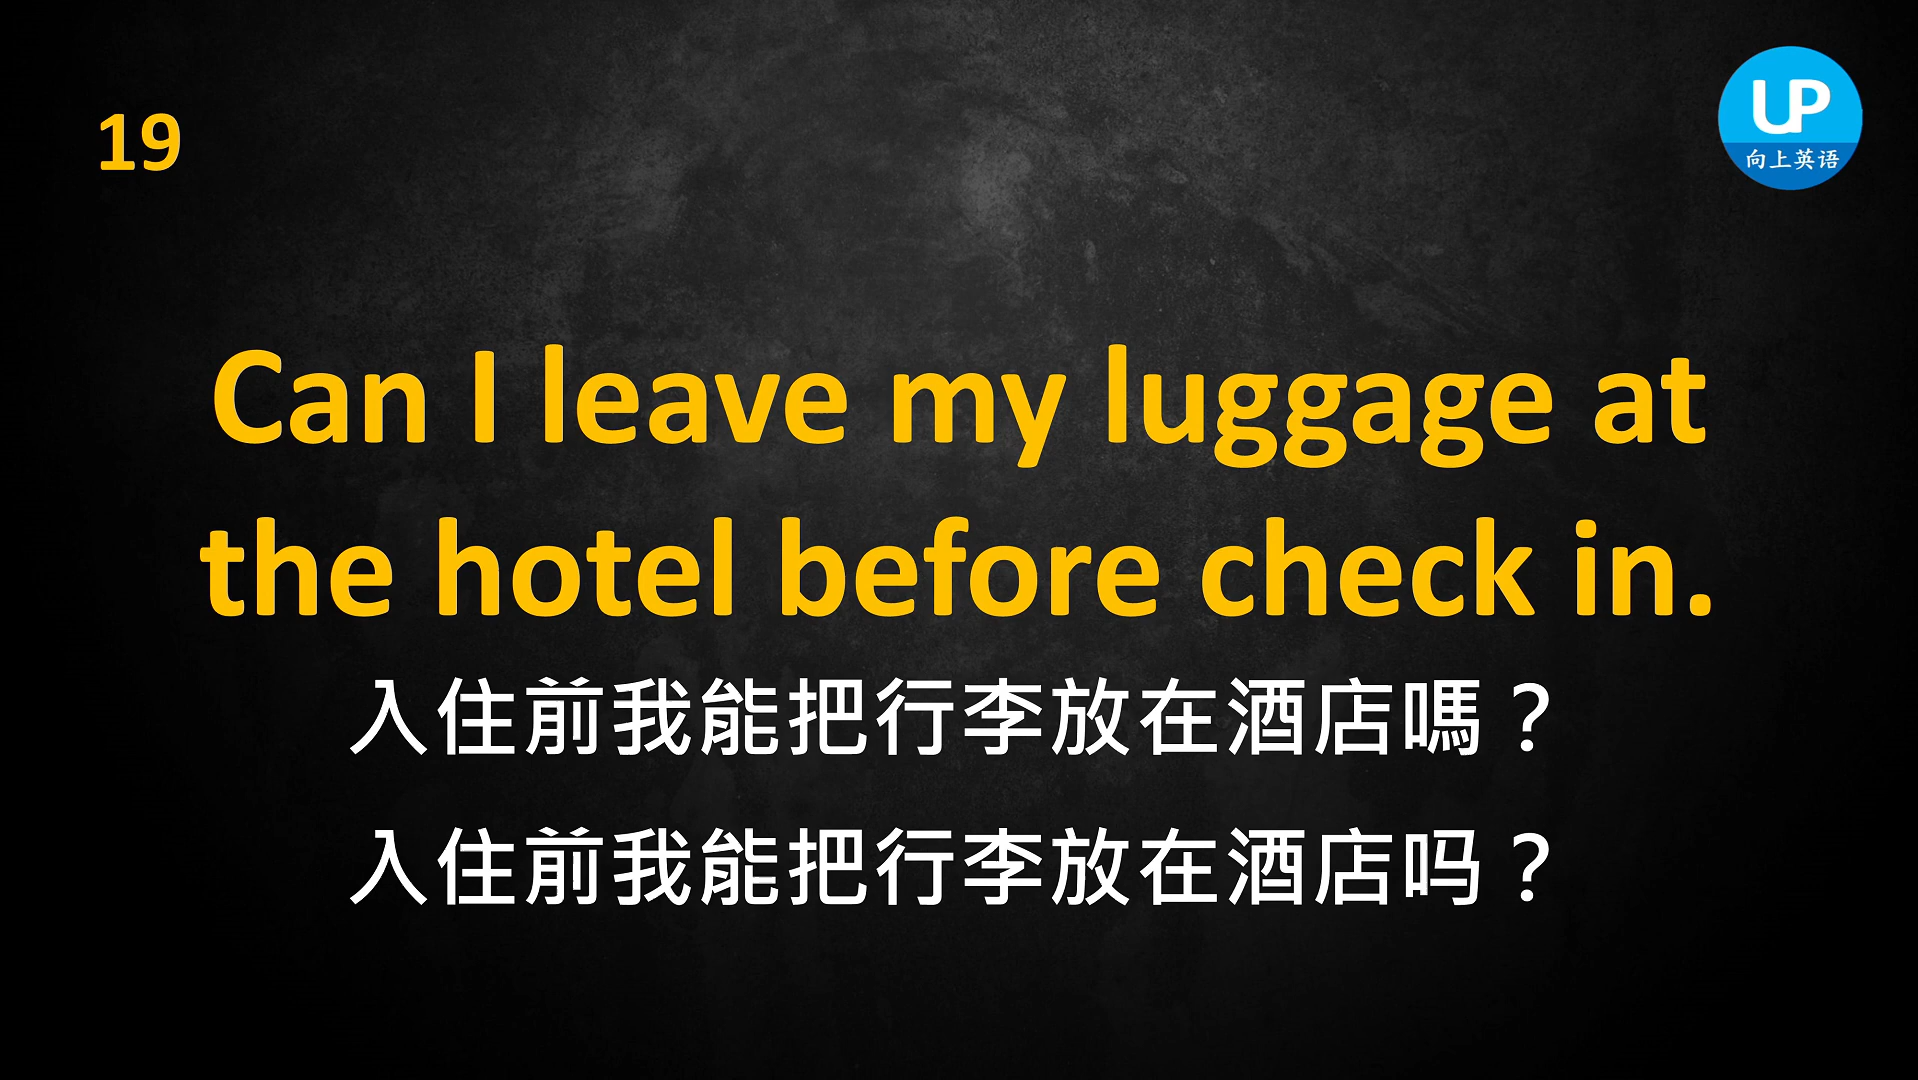 19
UP
向上英语
Can I leave my luggage at
the hotel before check in.
入住前我能把行李放在酒店嗎？
入住前我能把行李放在酒店吗？